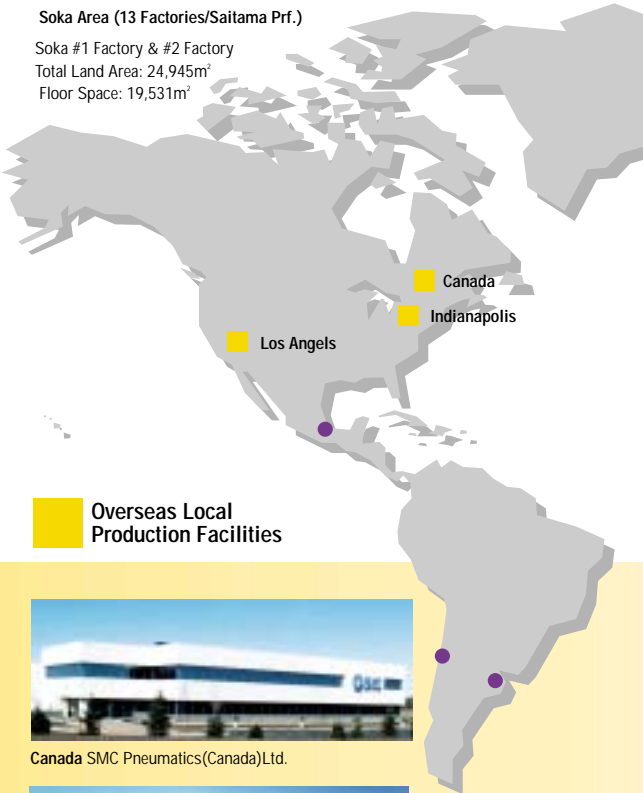 Soka Area (13 Factories/Saitama Prf.)
Soka #1 Factory & #2 Factory
Total Land Area: 24,945m²
Floor Space: 19,531m²
Canada
Indianapolis
Los Angels
Overseas Local
Production Facilities
Canada SMC Pneumatics(Canada)Ltd.